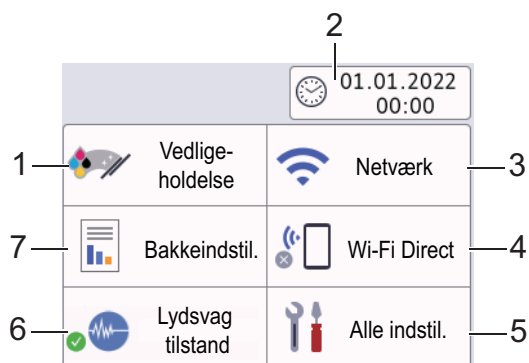 2
01.01.2022
00:00
1
Vedlige-
holdelse
Netværk
3
7
Bakkeindstil.
Wi-Fi Direct
4
6
Lydsvag
tilstand
Alle indstil.
5